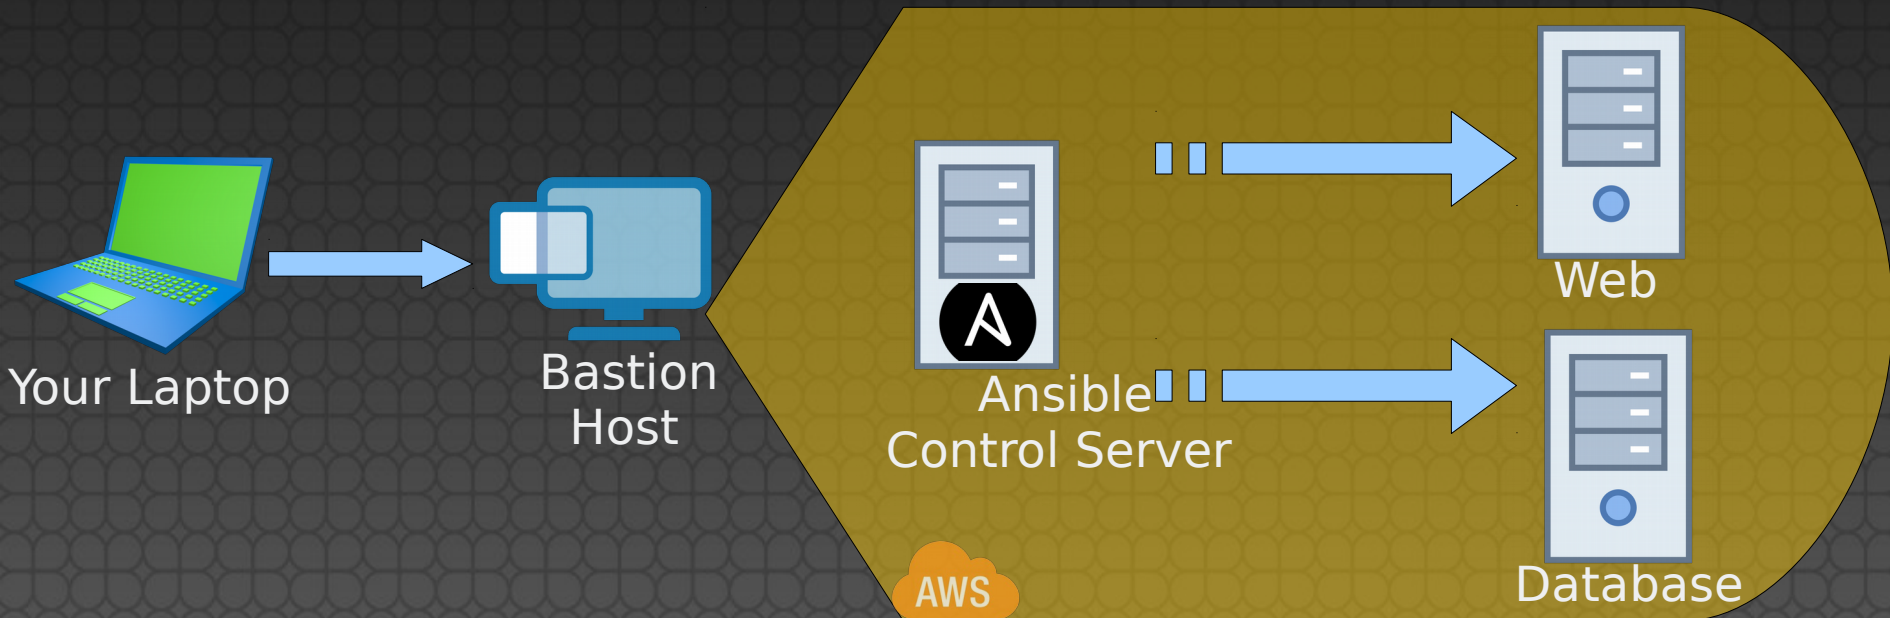 Your Laptop
Bastion
Host
Ansible
Control Server
Web
Database
AWS